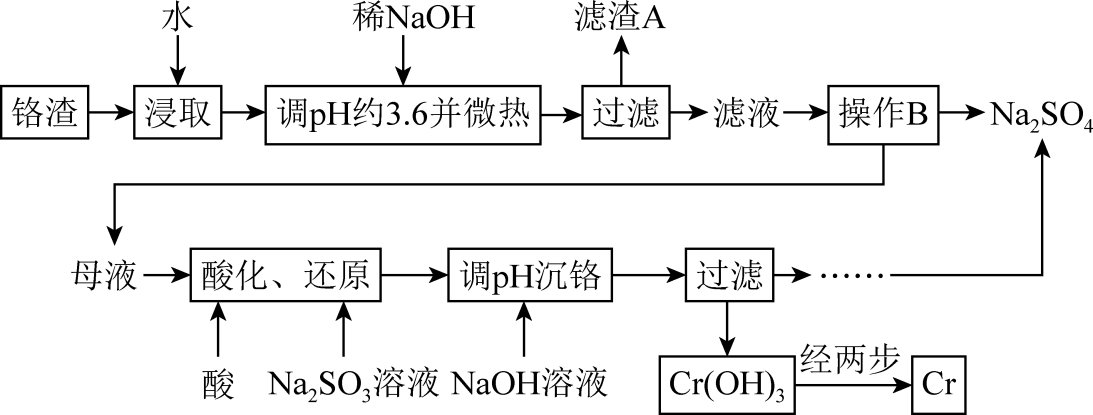 水 稀NaOH 滤渣A
铬渣 浸取 调pH约3.6并微热 过滤 滤液 操作B Na₂SO₄
母液 酸化、还原 调pH沉铬 过滤 ……
酸 Na₂SO₃溶液 NaOH溶液 Cr(OH)₃ 经两步 Cr